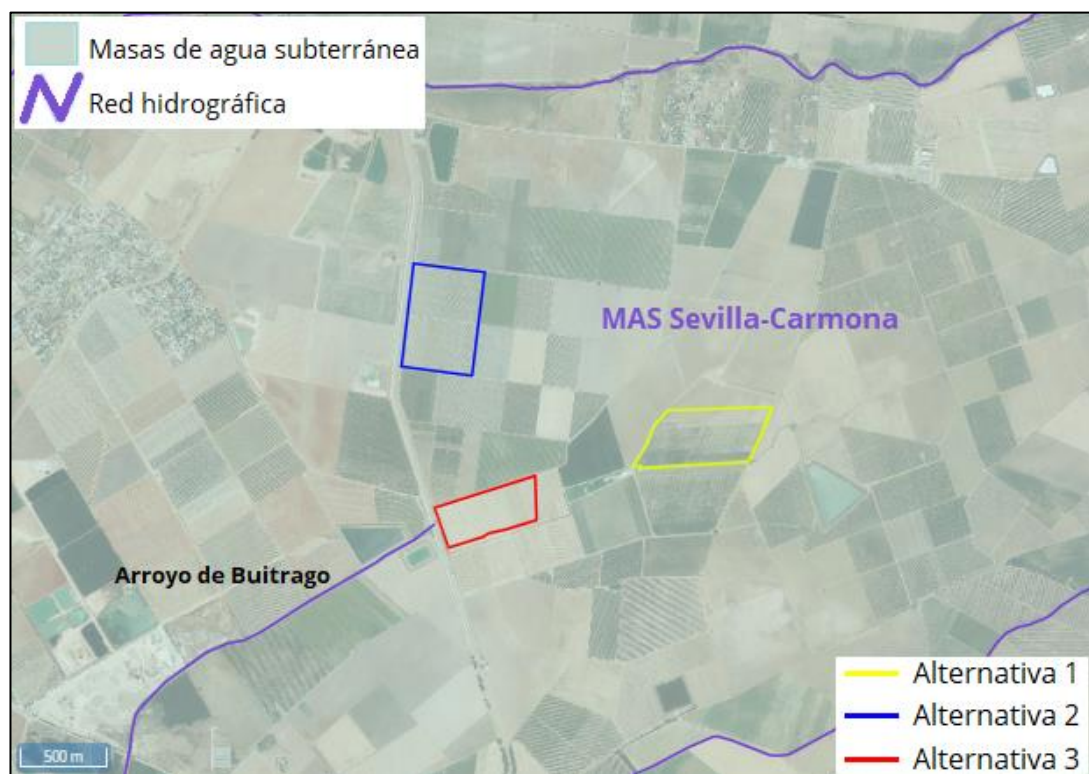 Masas de agua subterránea
Red hidrográfica
MAS Sevilla-Carmona
Arroyo de Buitrago
Alternativa 1
Alternativa 2
Alternativa 3
500 m